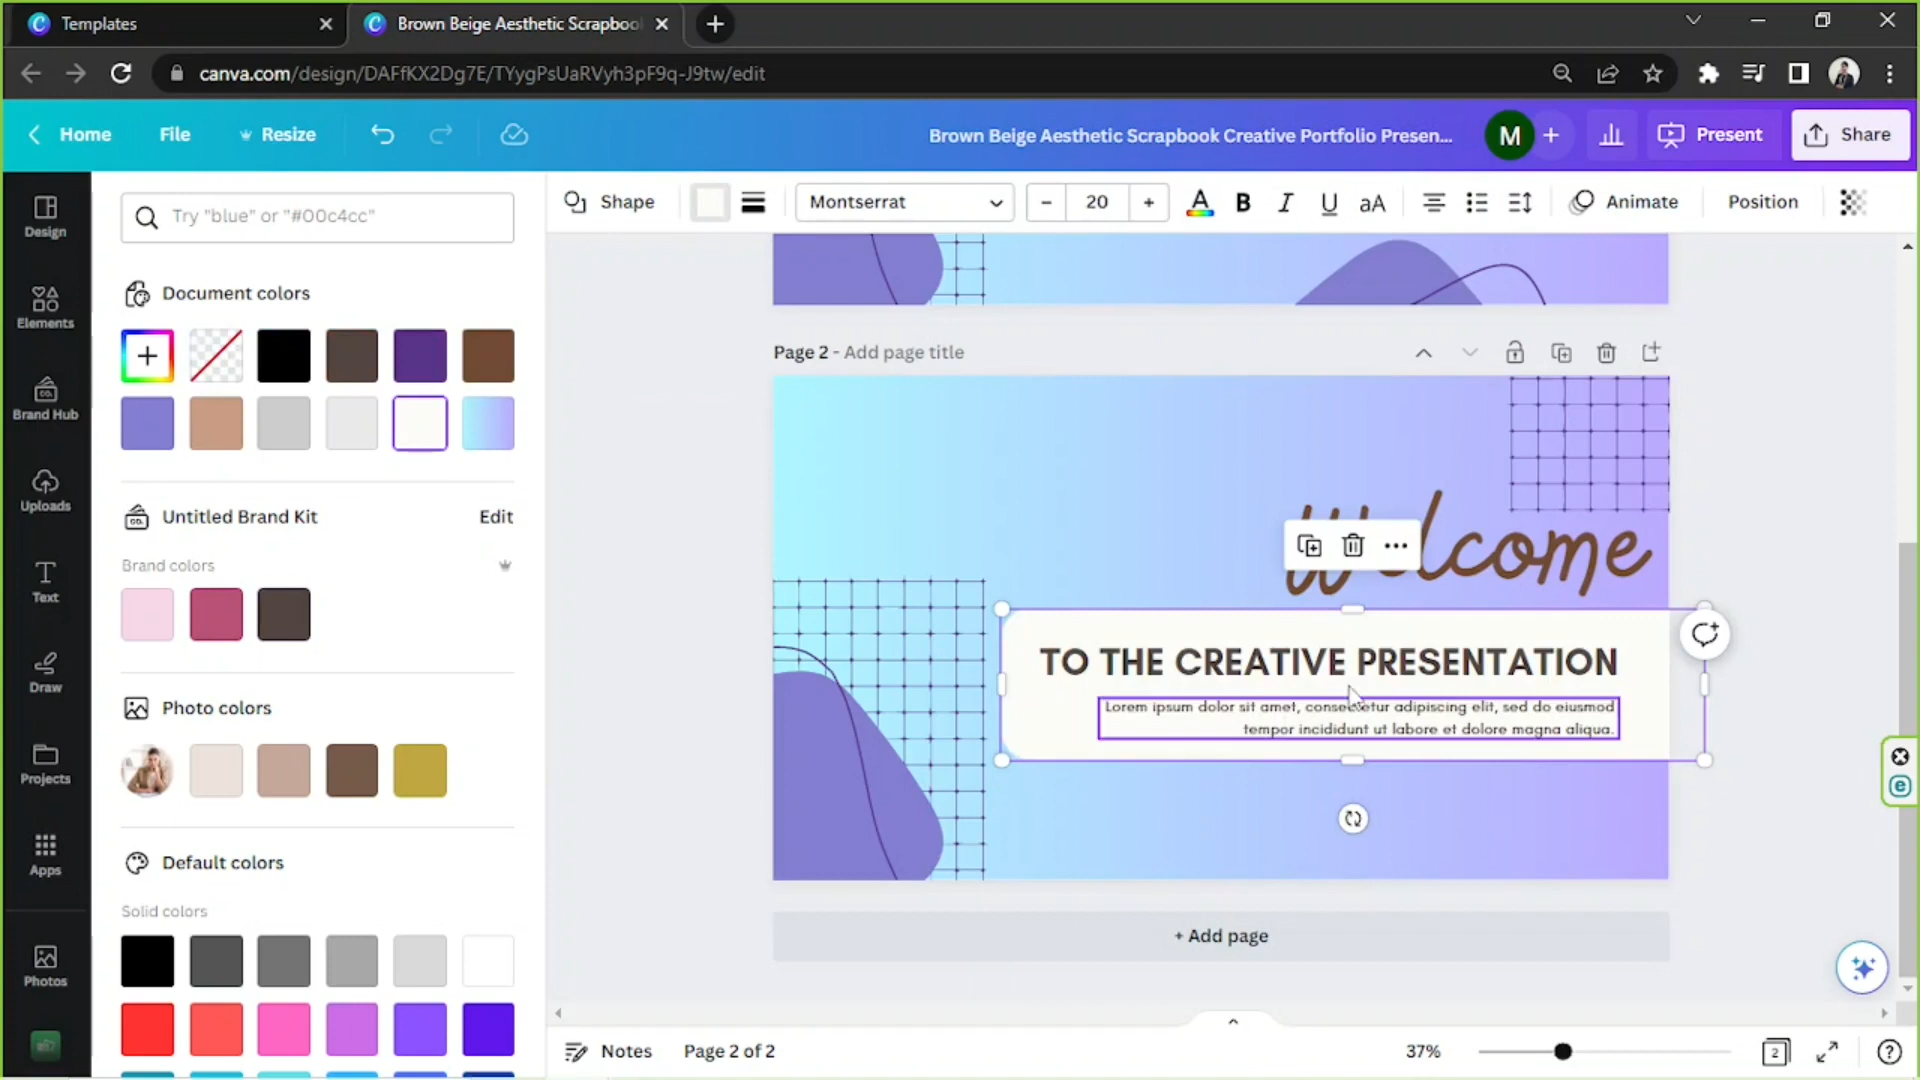 Templates
Brown Beige Aesthetic Scrapboo
canva.com/design/DAFfKX2Dg7E/TYygPsUaRVyh3pF9q-J9tw/edit
Home
File
Resize
Brown Beige Aesthetic Scrapbook Creative Portfolio Presen...
M
Present
Share
Design
Elements
Brand Hub
Uploads
Text
Draw
Projects
Apps
Photos
Try "blue" or "#00c4cc"
Document colors
Untitled Brand Kit
Edit
Brand colors
Photo colors
Default colors
Solid colors
Shape
Montserrat
- 20 +
A
B
I
U
aA
Animate
Position
Page 2 - Add page title
Welcome
TO THE CREATIVE PRESENTATION
Lorem ipsum dolor sit amet, consectetur adipiscing elit, sed do eiusmod
tempor incididunt ut labore et dolore magna aliqua.
+ Add page
Notes
Page 2 of 2
37%
2